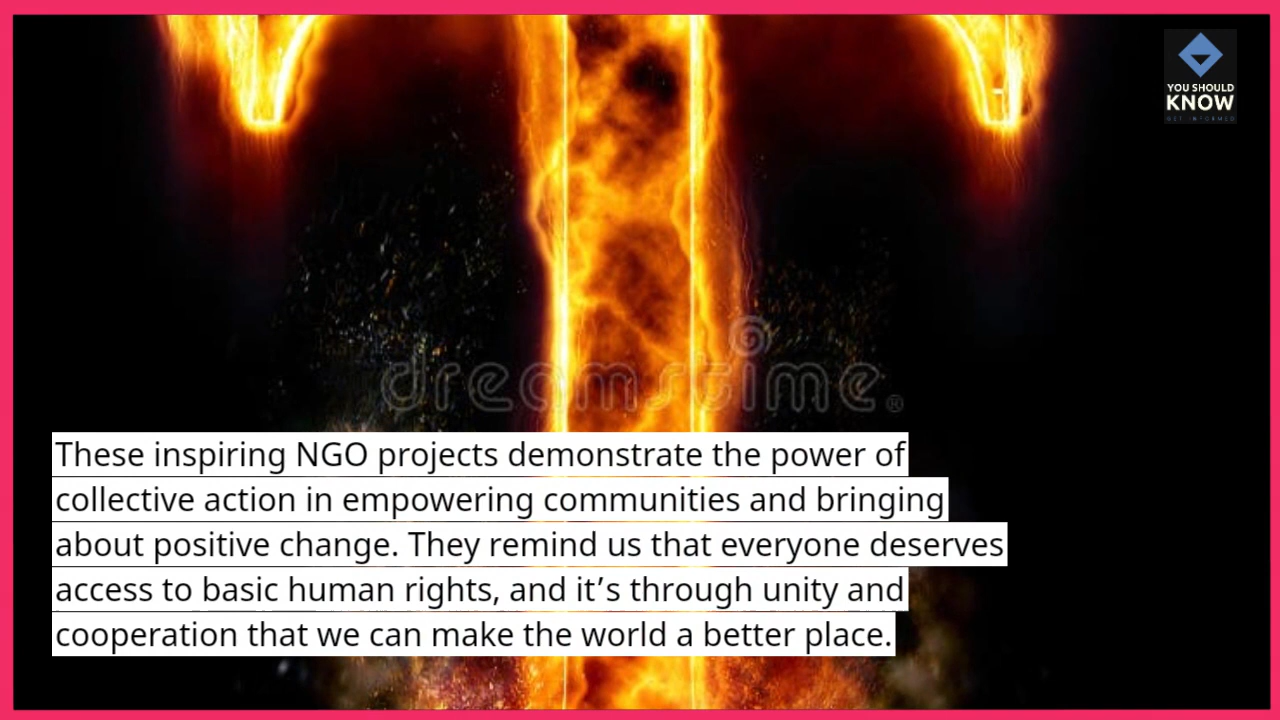 YOU SHOULD
KNOW
GET INFORMED
dreamstime®
These inspiring NGO projects demonstrate the power of
collective action in empowering communities and bringing
about positive change. They remind us that everyone deserves
access to basic human rights, and it’s through unity and
cooperation that we can make the world a better place.